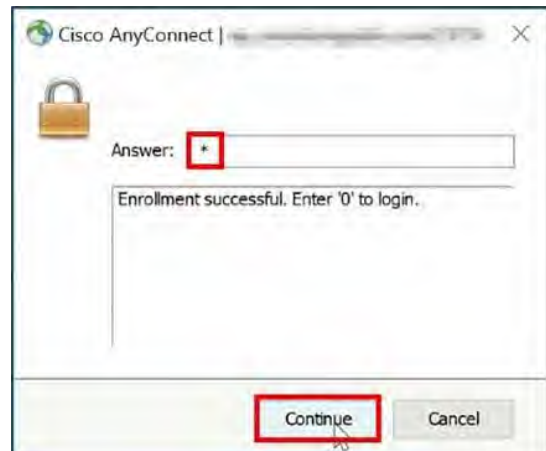 Cisco AnyConnect |
Answer: *
Enrollment successful. Enter '0' to login.
Continue Cancel